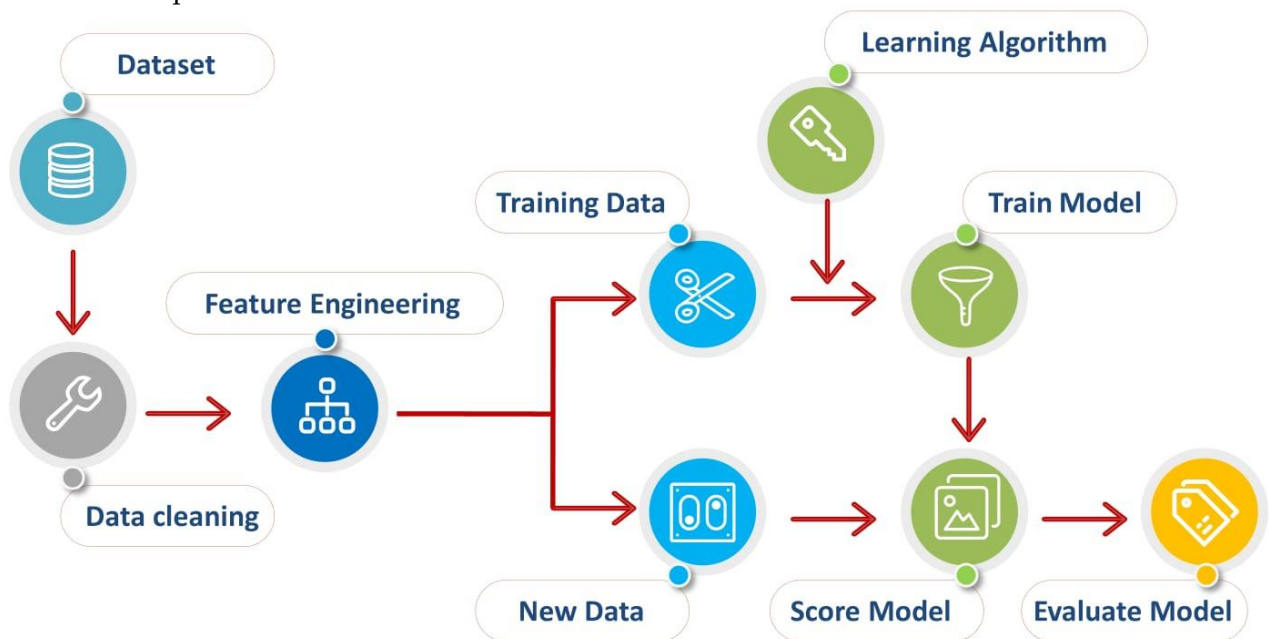 Dataset
Learning Algorithm
Training Data
Train Model
Feature Engineering
Data cleaning
New Data
Score Model
Evaluate Model